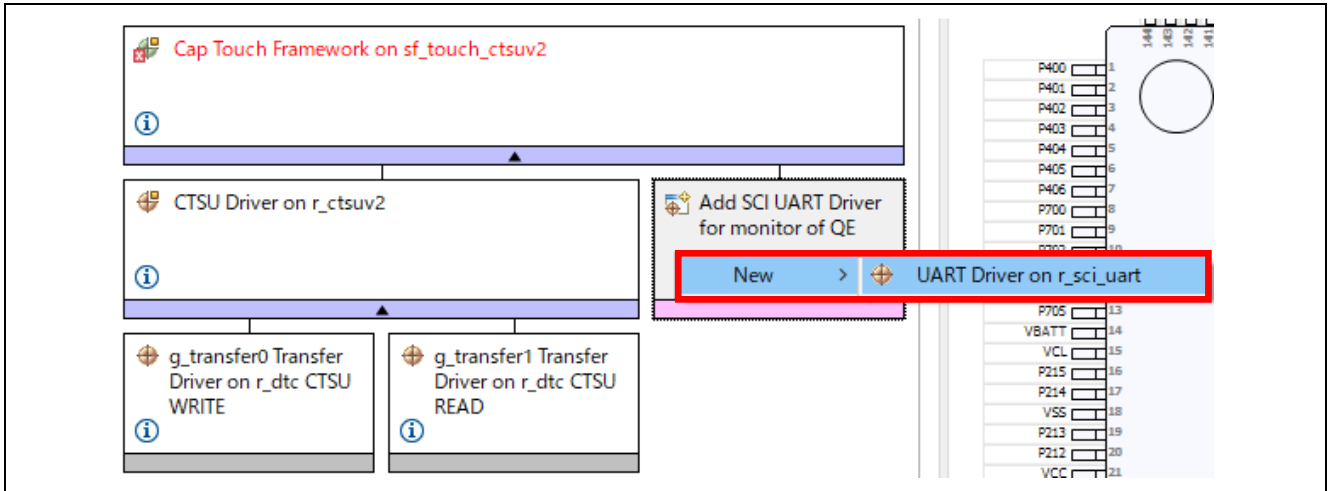 Cap Touch Framework on sf_touch_ctsuv2
CTSU Driver on r_ctsuv2
Add SCI UART Driver
for monitor of QE
New > UART Driver on r_sci_uart
g_transfer0 Transfer
Driver on r_dtc CTSU
WRITE
g_transfer1 Transfer
Driver on r_dtc CTSU
READ
144 143 142 141
P400 1
P401 2
P402 3
P403 4
P404 5
P405 6
P406 7
P700 8
P701 9
P702 10
P705 13
VBATT 14
VCL 15
P215 16
P214 17
VSS 18
P213 19
P212 20
VCC 21